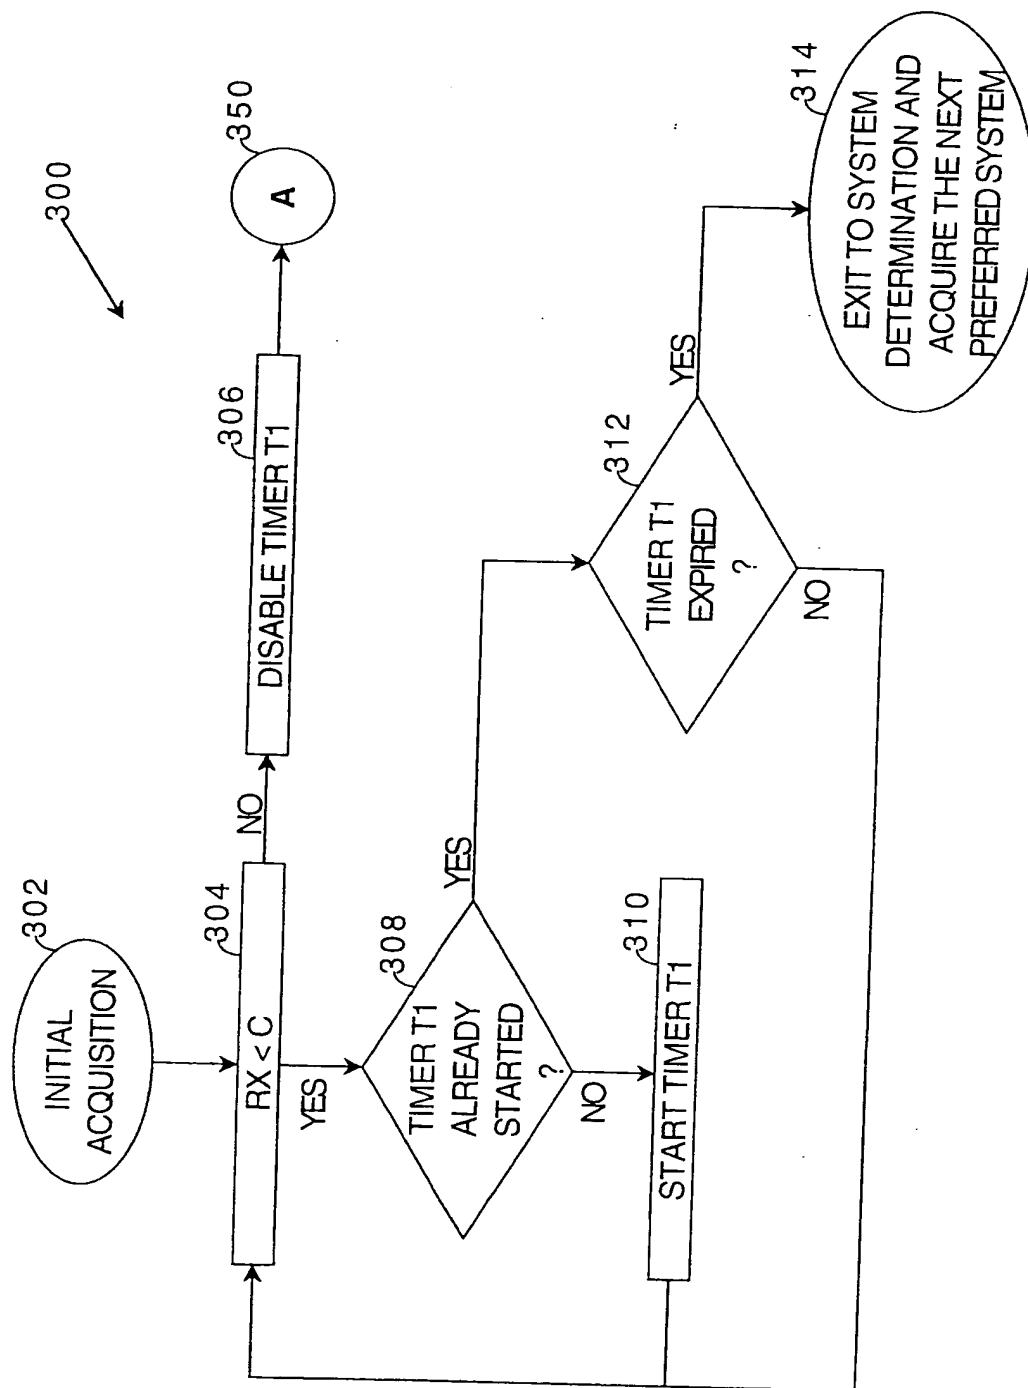 300
302
INITIAL
ACQUISITION
304
RX < C
NO
306
DISABLE TIMER T1
350
A
YES
308
TIMER T1
ALREADY
STARTED
?
YES
NO
310
START TIMER T1
312
TIMER T1
EXPIRED
?
YES
NO
314
EXIT TO SYSTEM
DETERMINATION AND
ACQUIRE THE NEXT
PREFERRED SYSTEM